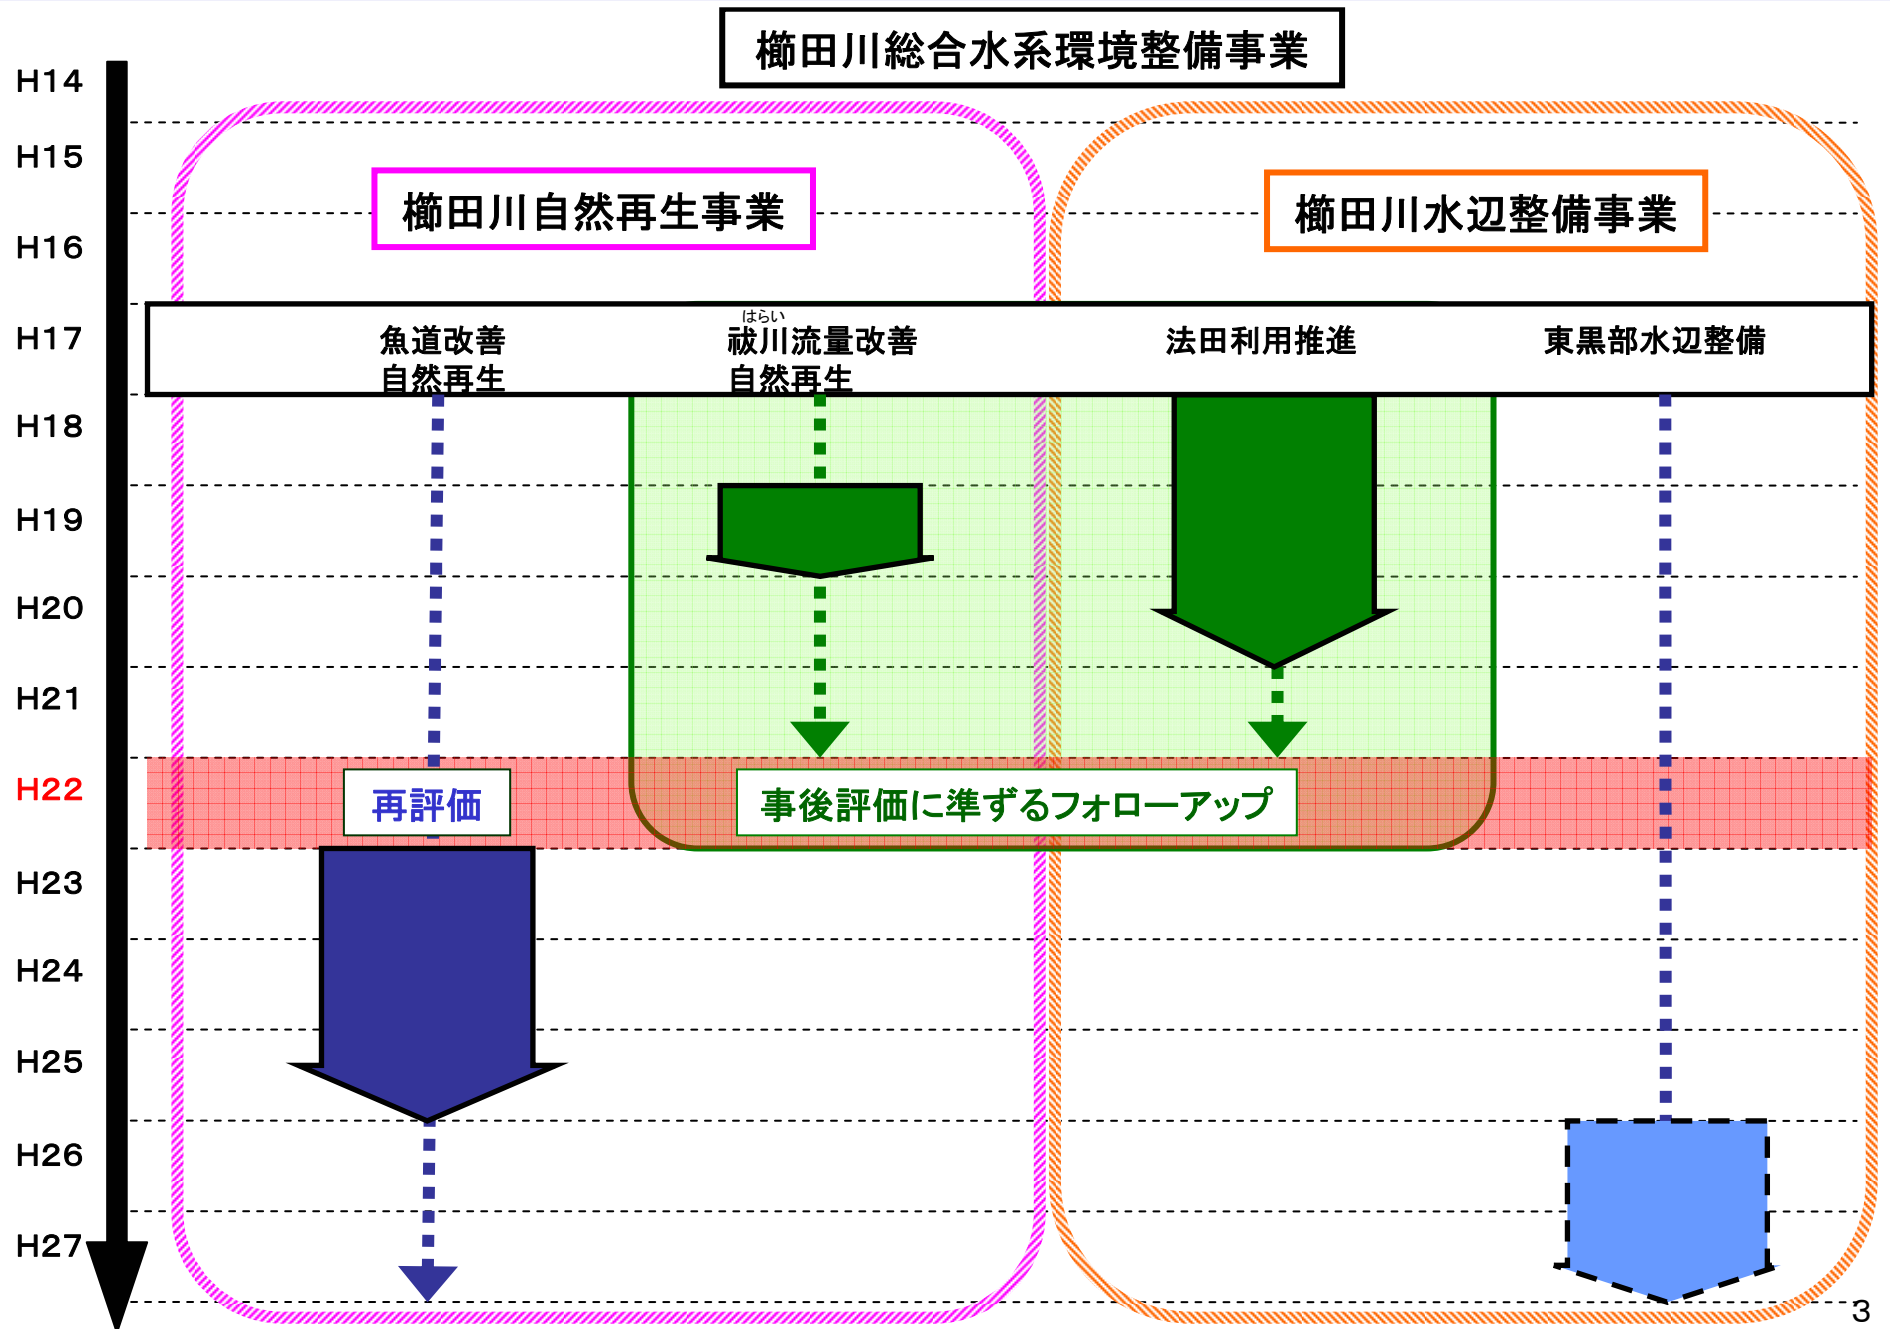 櫛田川総合水系環境整備事業
H14
H15
櫛田川自然再生事業
櫛田川水辺整備事業
H16
H17
魚道改善
自然再生
はらい
祓川流量改善
自然再生
法田利用推進
東黒部水辺整備
H18
H19
H20
H21
H22
再評価
事後評価に準ずるフォローアップ
H23
H24
H25
H26
H27
3